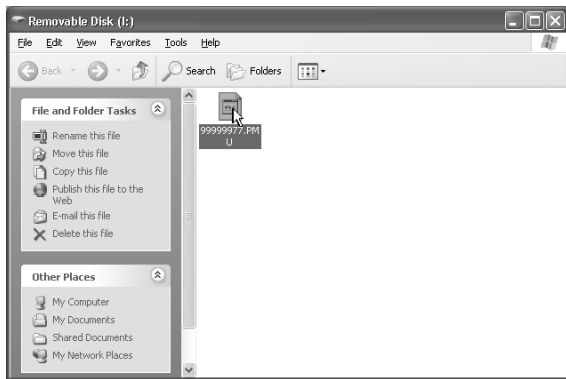 Removable Disk (I:)
File Edit View Favorites Tools Help
Back Search Folders
File and Folder Tasks
Rename this file
Move this file
Copy this file
Publish this file to the
Web
E-mail this file
Delete this file
Other Places
My Computer
My Documents
Shared Documents
My Network Places
99999977.PM
U